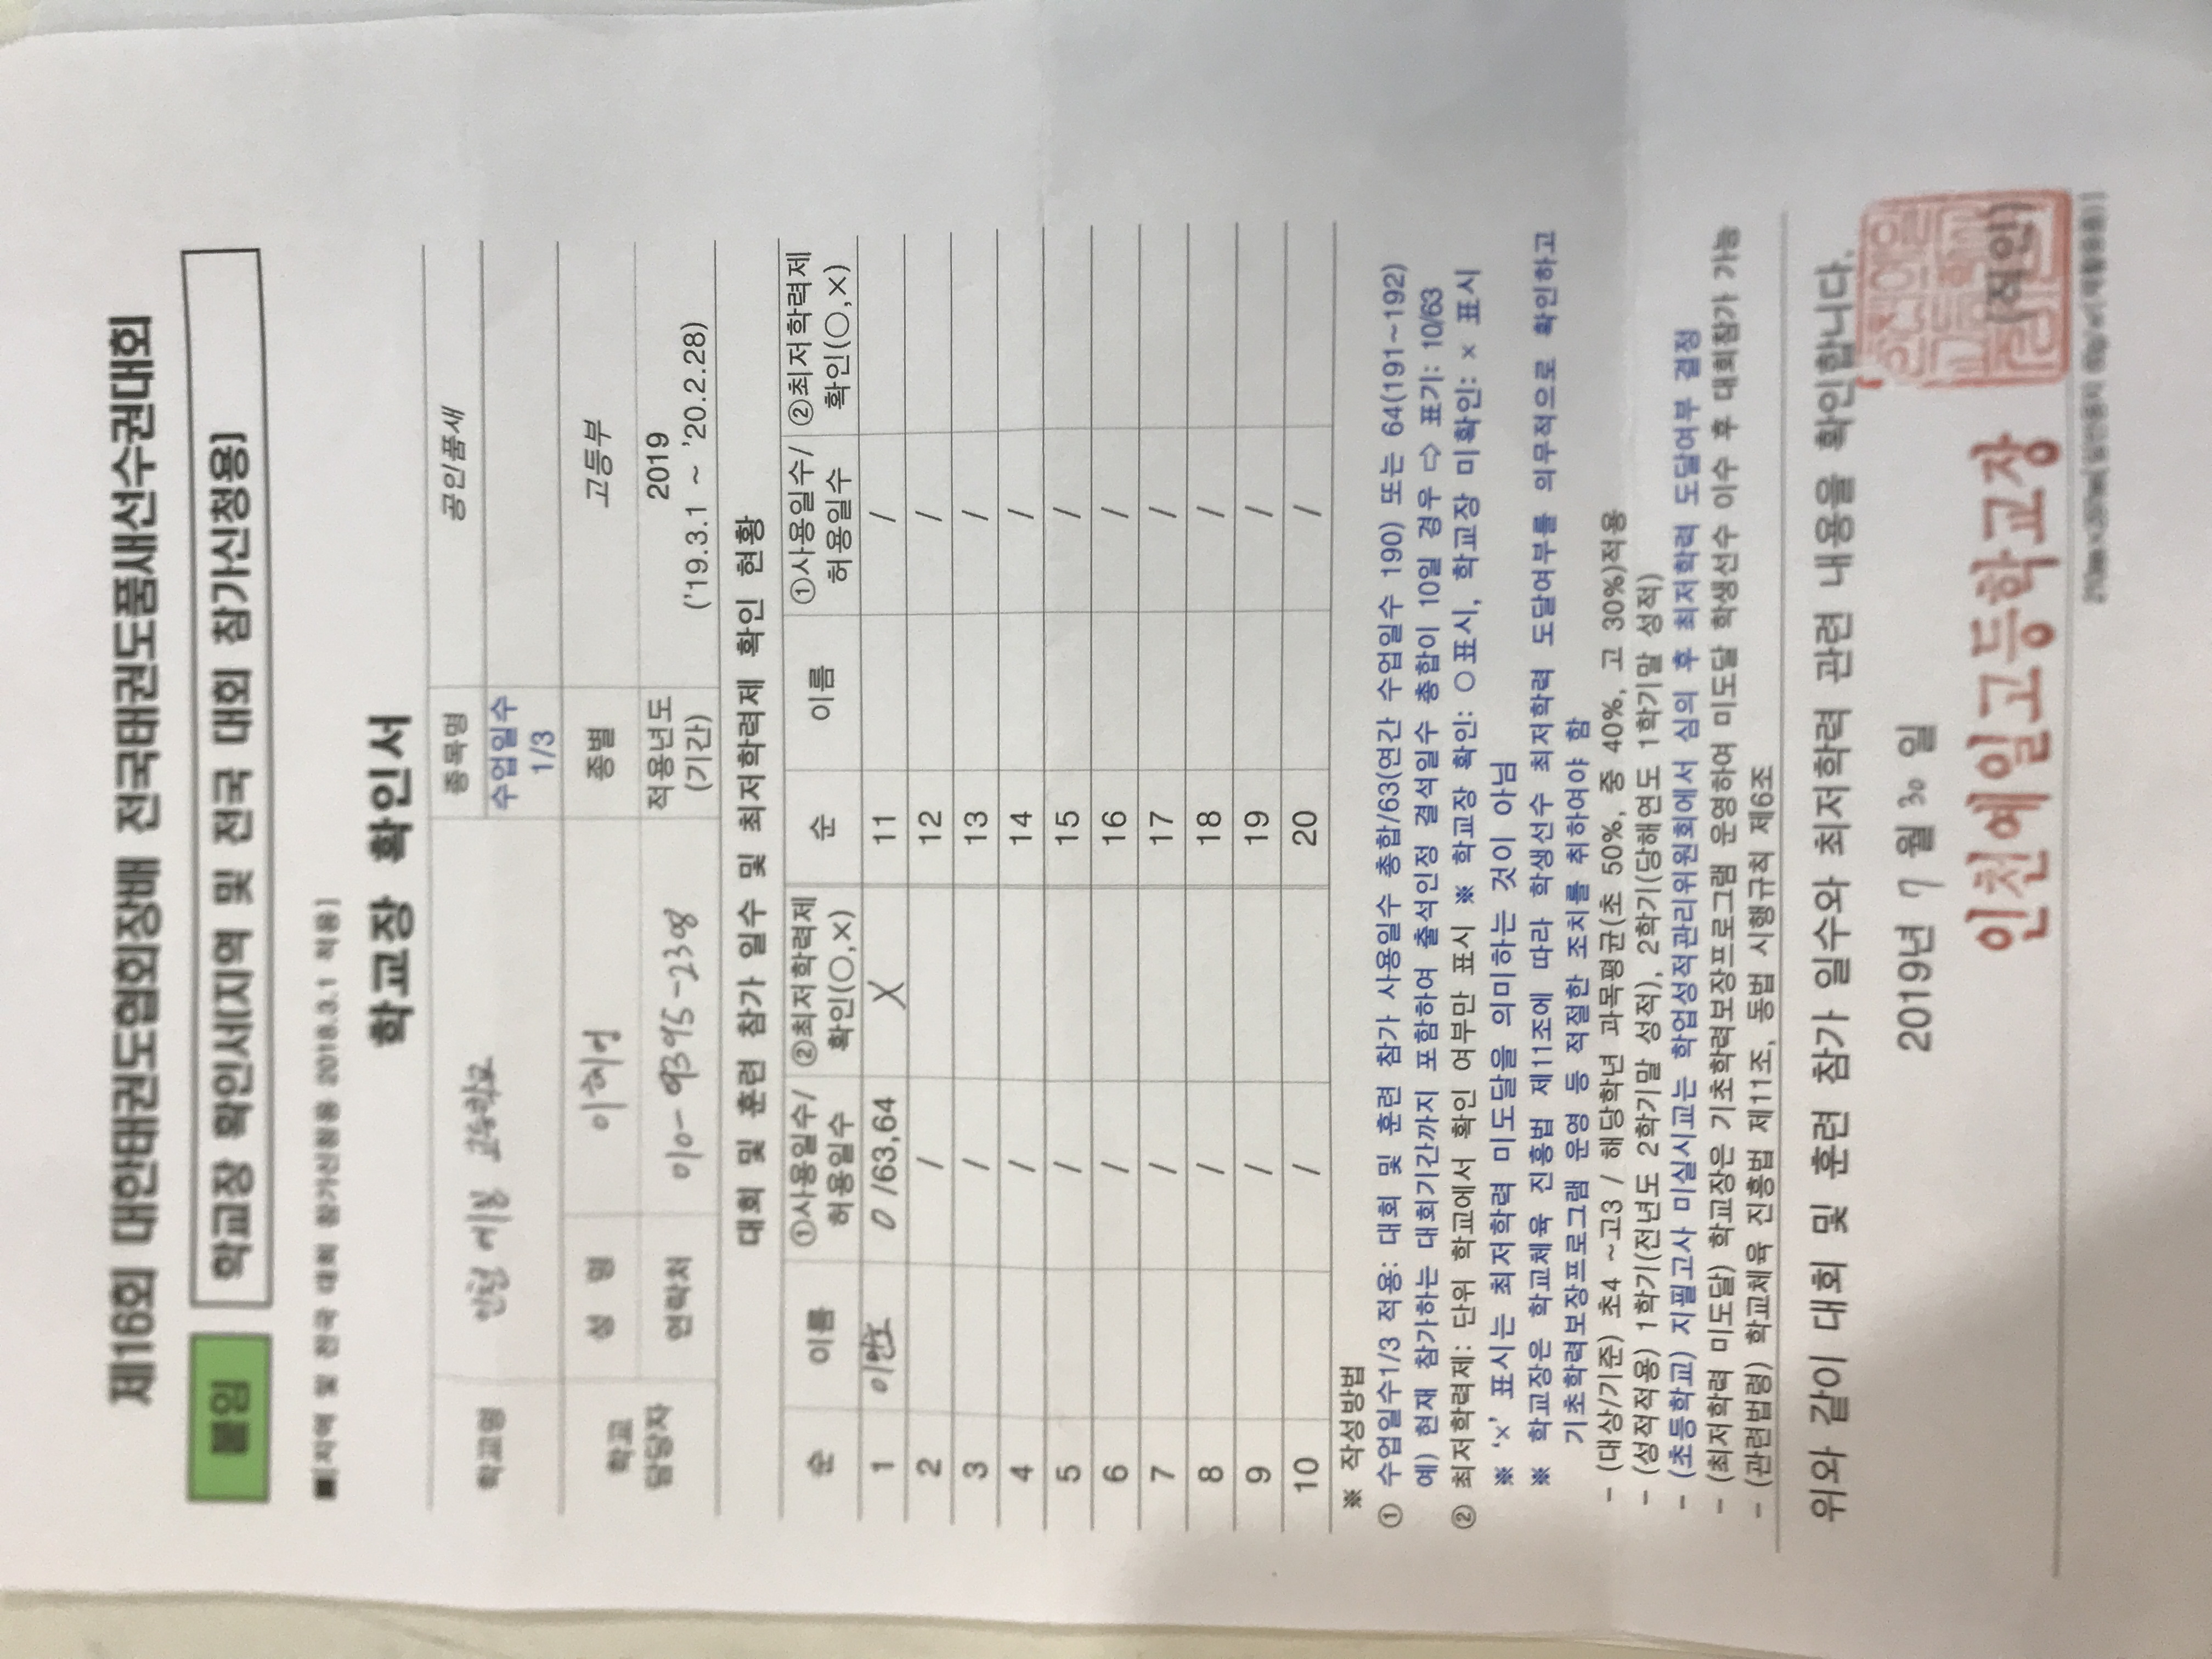 제16회 대한태권도협회장배 전국태권도품새선수권대회
붙임 학교장 확인서[지역 및 전국 대회 참가신청용]
■[지역 및 전국 대회 참가신청용 2018.3.1 적용]
학교장 확인서
학교명 인천예일고등학교 종목명 공인품새
수업일수 1/3
학교 담당자 성 명 종별 고등부
연락처 010-9395-2308 적용년도 (기간) 2019 ('19.3.1 ~ '20.2.28)
대회 및 훈련 참가 일수 및 최저학력제 확인 현황
순 이름 ①사용일수/허용일수 ②최저학력제 확인(○,×) 순 이름 ①사용일수/허용일수 ②최저학력제 확인(○,×)
1 0 /63,64 X 11 /
2 / 12 /
3 / 13 /
4 / 14 /
5 / 15 /
6 / 16 /
7 / 17 /
8 / 18 /
9 / 19 /
10 / 20 /
※ 작성방법
① 수업일수1/3 적용: 대회 및 훈련 참가 사용일수 총합/63(연간 수업일수 190) 또는 64(191~192)
예) 현재 참가하는 대회기간까지 포함하여 출석인정 결석일수 총합이 10일 경우 ⇨ 표기: 10/63
② 최저학력제: 단위 학교에서 확인 여부만 표시 ※ 학교장 확인: ○표시, 학교장 미확인: × 표시
※ '×' 표시는 최저학력 미도달을 의미하는 것이 아님
※ 학교장은 학교체육 진흥법 제11조에 따라 학생선수 최저학력 도달여부를 의무적으로 확인하고
기초학력보장프로그램 운영 등 적절한 조치를 취하여야 함
- (대상/기준) 초4 ~고3 / 해당학년 과목평균(초 50%, 중 40%, 고 30%)적용
- (성적적용) 1학기(전년도 2학기말 성적), 2학기(당해연도 1학기말 성적)
- (초등학교) 지필고사 미실시교는 학업성적관리위원회에서 심의 후 최저학력 도달여부 결정
- (최저학력 미도달) 학교장은 기초학력보장프로그램 운영하여 미도달 학생선수 이수 후 대회참가 가능
- (관련법령) 학교체육 진흥법 제11조, 동법 시행규칙 제6조
위와 같이 대회 및 훈련 참가 일수와 최저학력 관련 내용을 확인합니다.
2019년 7 월 30 일
인천예일고등학교장 (직인)